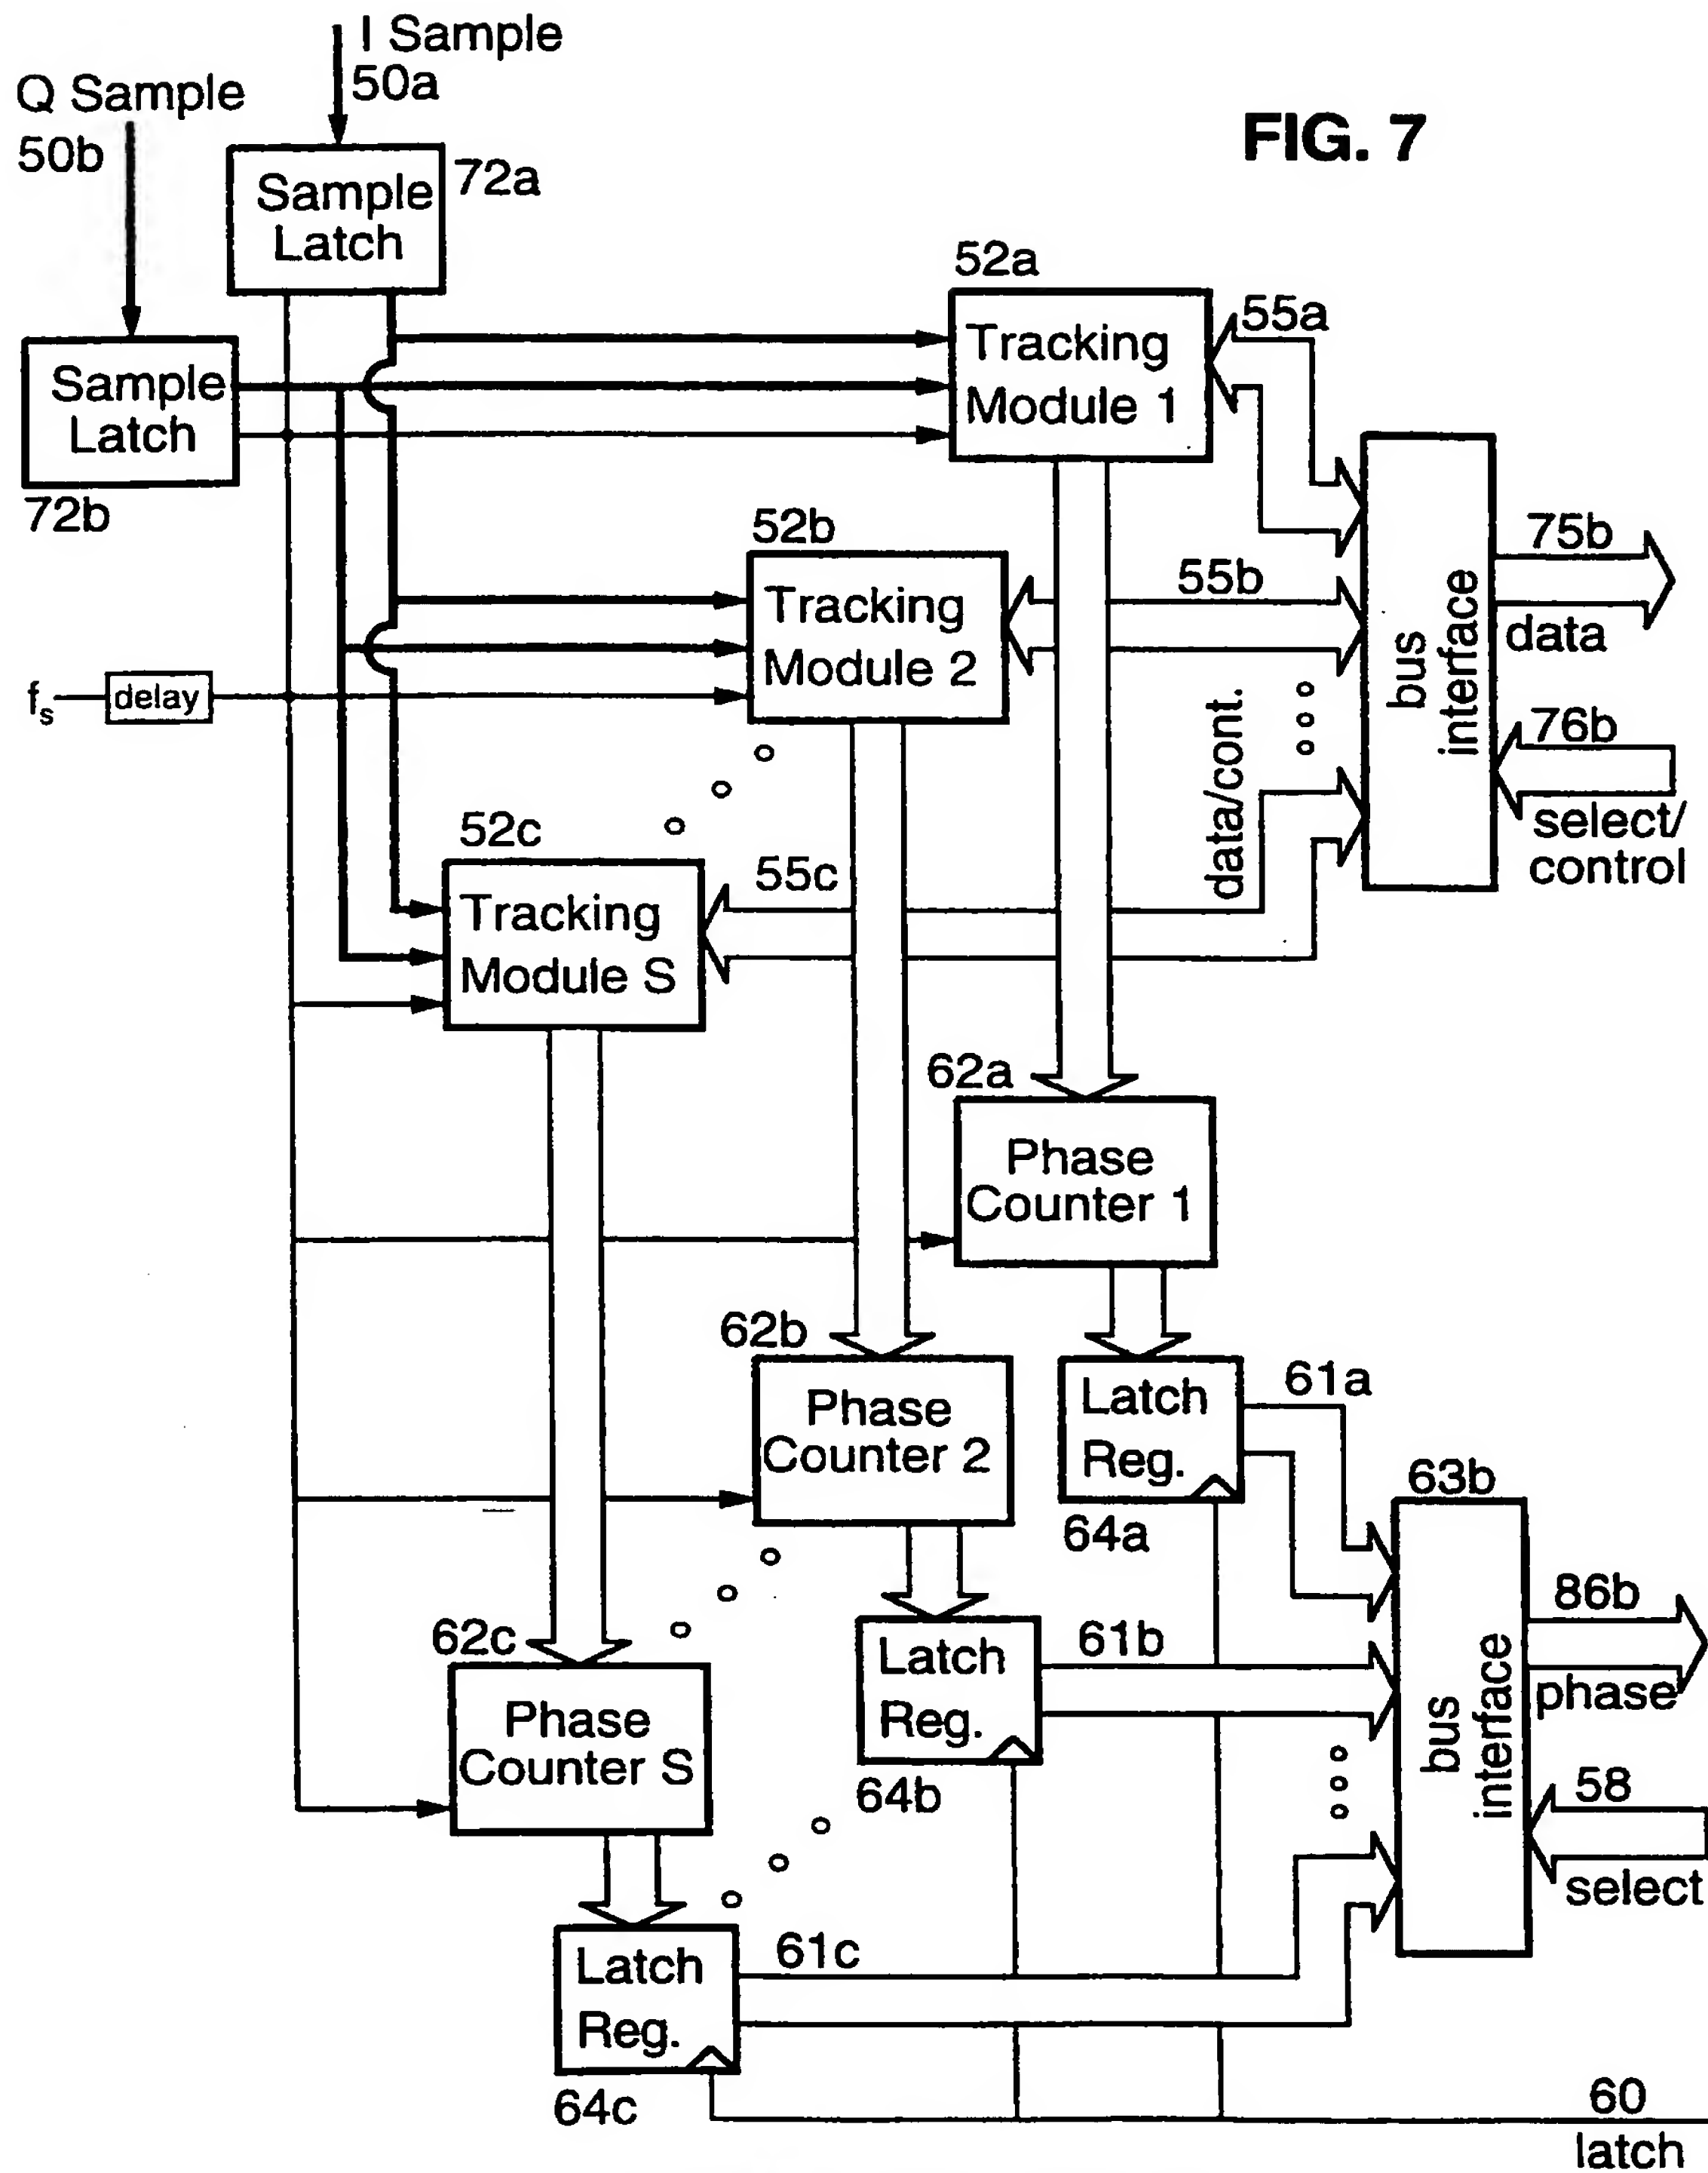 I Sample
50a
Q Sample
50b
FIG. 7
Sample
Latch
72a
52a
Tracking
Module 1
55a
Sample
Latch
72b
52b
Tracking
Module 2
55b
bus
interface
75b
data
fs
delay
76b
select/
control
data/cont.
52c
Tracking
Module S
55c
62a
Phase
Counter 1
62b
Phase
Counter 2
Latch
Reg.
61a
64a
63b
62c
Phase
Counter S
Latch
Reg.
61b
64b
bus
interface
86b
phase
58
select
Latch
Reg.
61c
64c
60
latch